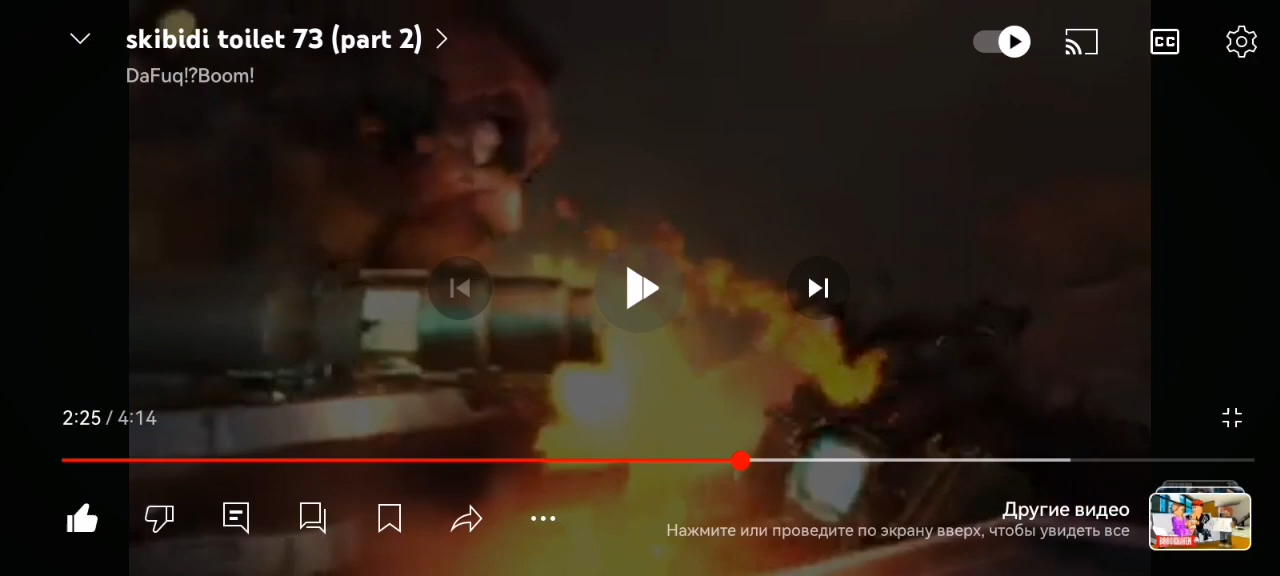 skibidi toilet 73 (part 2)
DaFuq!?Boom!
CC
2:25 / 4:14
Другие видео
Нажмите или проведите по экрану вверх, чтобы увидеть все